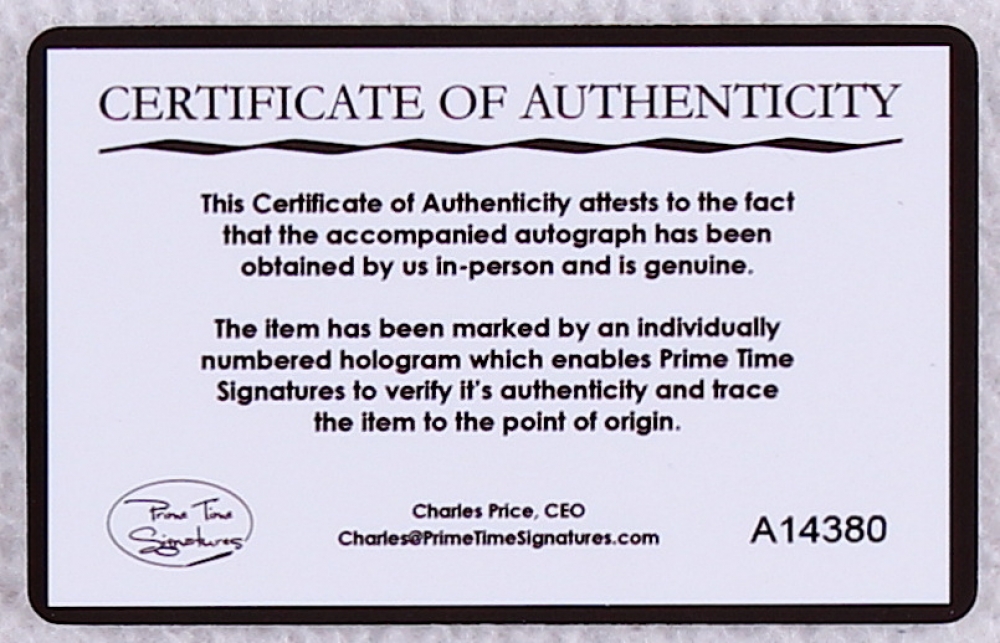 CERTIFICATE OF AUTHENTICITY
This Certificate of Authenticity attests to the fact
that the accompanied autograph has been
obtained by us in-person and is genuine.
The item has been marked by an individually
numbered hologram which enables Prime Time
Signatures to verify it's authenticity and trace
the item to the point of origin.
Prime Time
Signatures
Charles Price, CEO
Charles@PrimeTimeSignatures.com
A14380